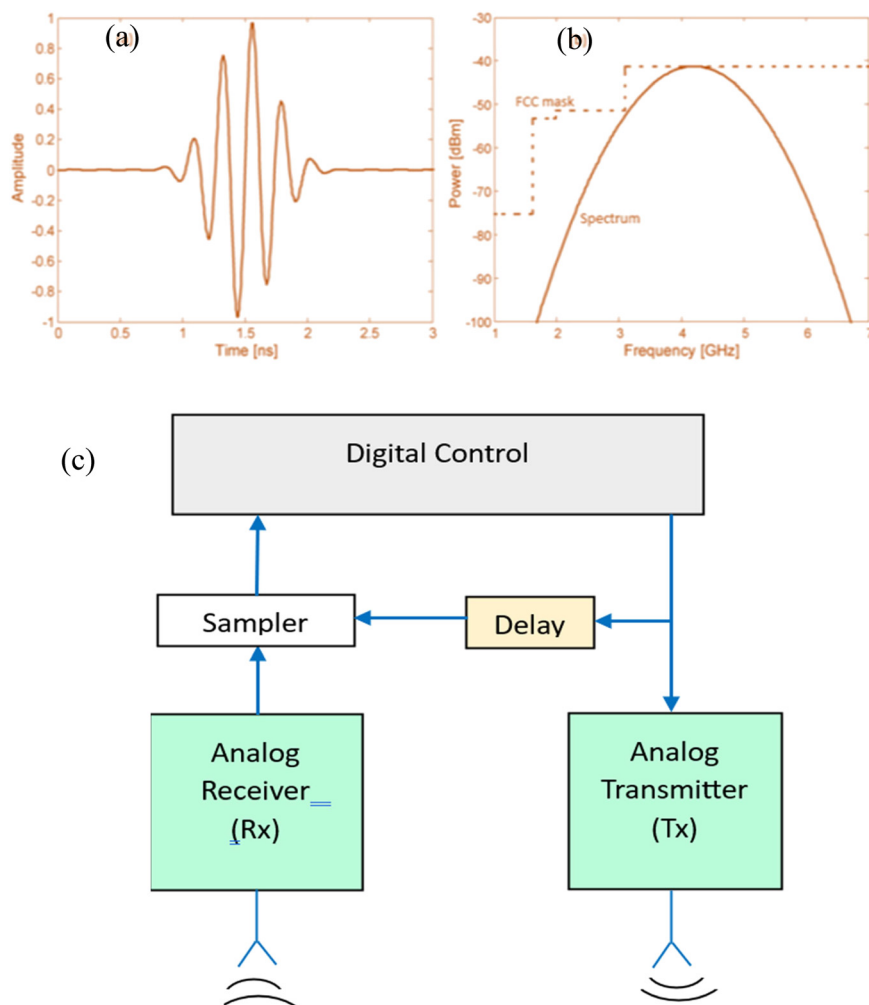 (a)
1
0.8
0.6
0.4
0.2
0
-0.2
-0.4
-0.6
-0.8
-1
Amplitude
0 0.5 1 1.5 2 2.5 3
Time [ns]
(b)
-30
-40
-50
-60
-70
-80
-90
-100
Power [dBm]
FCC mask
Spectrum
1 2 3 4 5 6 7
Frequency [GHz]
(c)
Digital Control
Sampler
Delay
Analog
Receiver
(Rx)
Analog
Transmitter
(Tx)